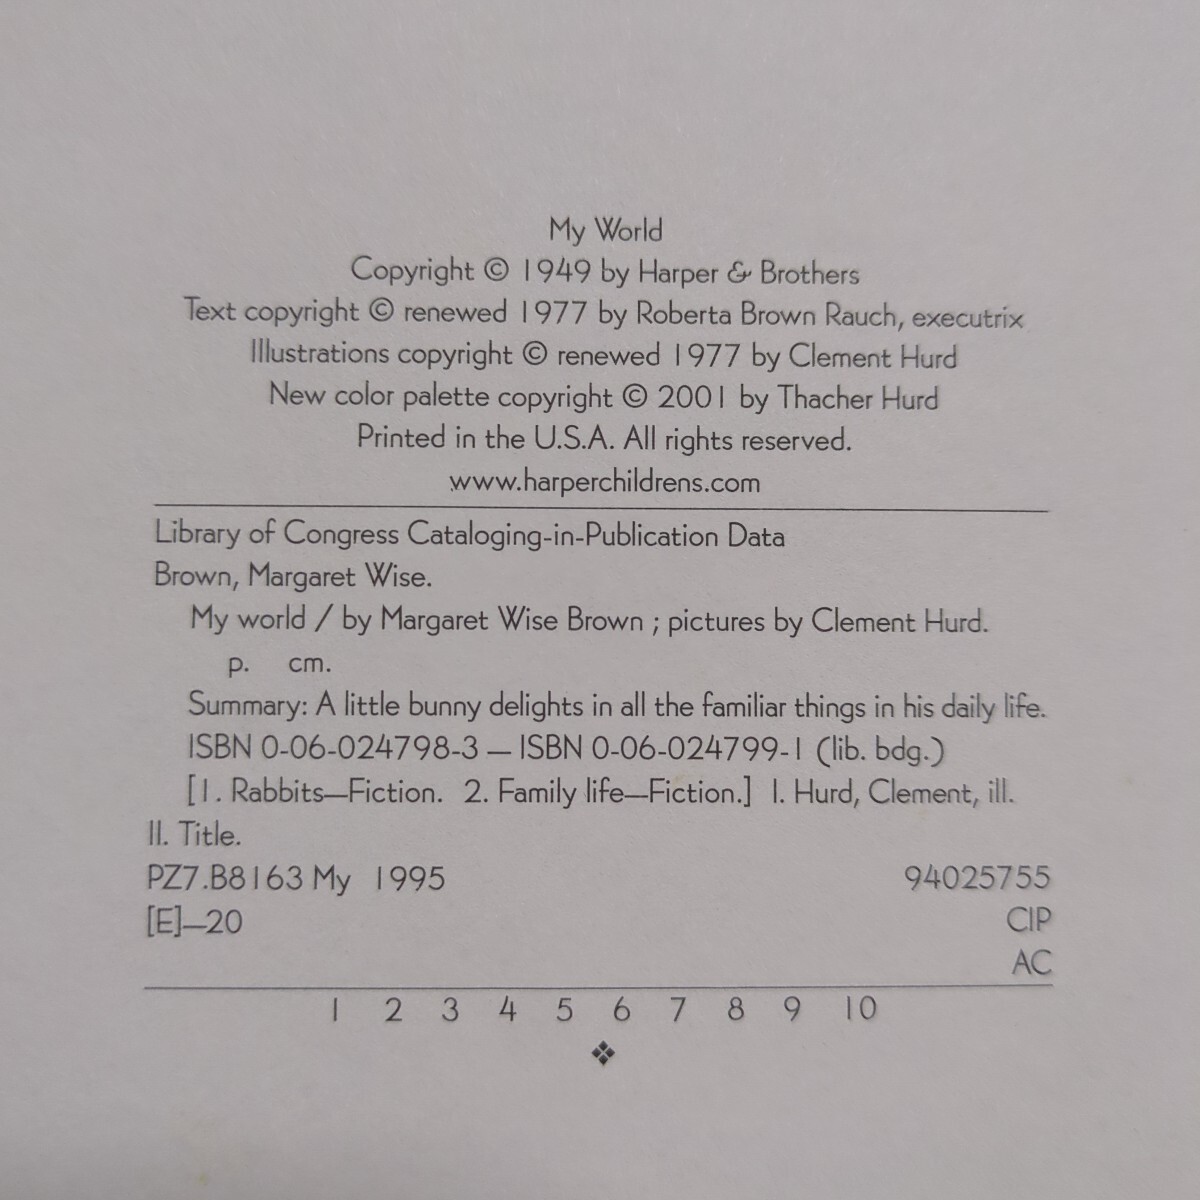 My World
Copyright © 1949 by Harper & Brothers
Text copyright © renewed 1977 by Roberta Brown Rauch, executrix
Illustrations copyright © renewed 1977 by Clement Hurd
New color palette copyright © 2001 by Thacher Hurd
Printed in the U.S.A. All rights reserved.
www.harperchildrens.com
Library of Congress Cataloging-in-Publication Data
Brown, Margaret Wise.
My world / by Margaret Wise Brown ; pictures by Clement Hurd.
p. cm.
Summary: A little bunny delights in all the familiar things in his daily life.
ISBN 0-06-024798-3 — ISBN 0-06-024799-1 (lib. bdg.)
[1. Rabbits—Fiction. 2. Family life—Fiction.] I. Hurd, Clement, ill.
II. Title.
PZ7.B8163 My 1995 94025755
[E]—20 CIP
AC
1 2 3 4 5 6 7 8 9 10